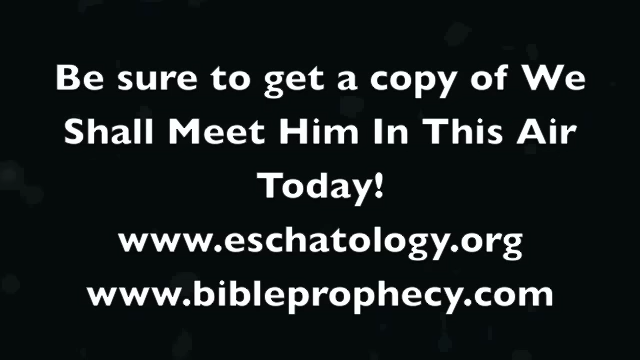 Be sure to get a copy of We
Shall Meet Him In This Air
Today!
www.eschatology.org
www.bibleprophecy.com